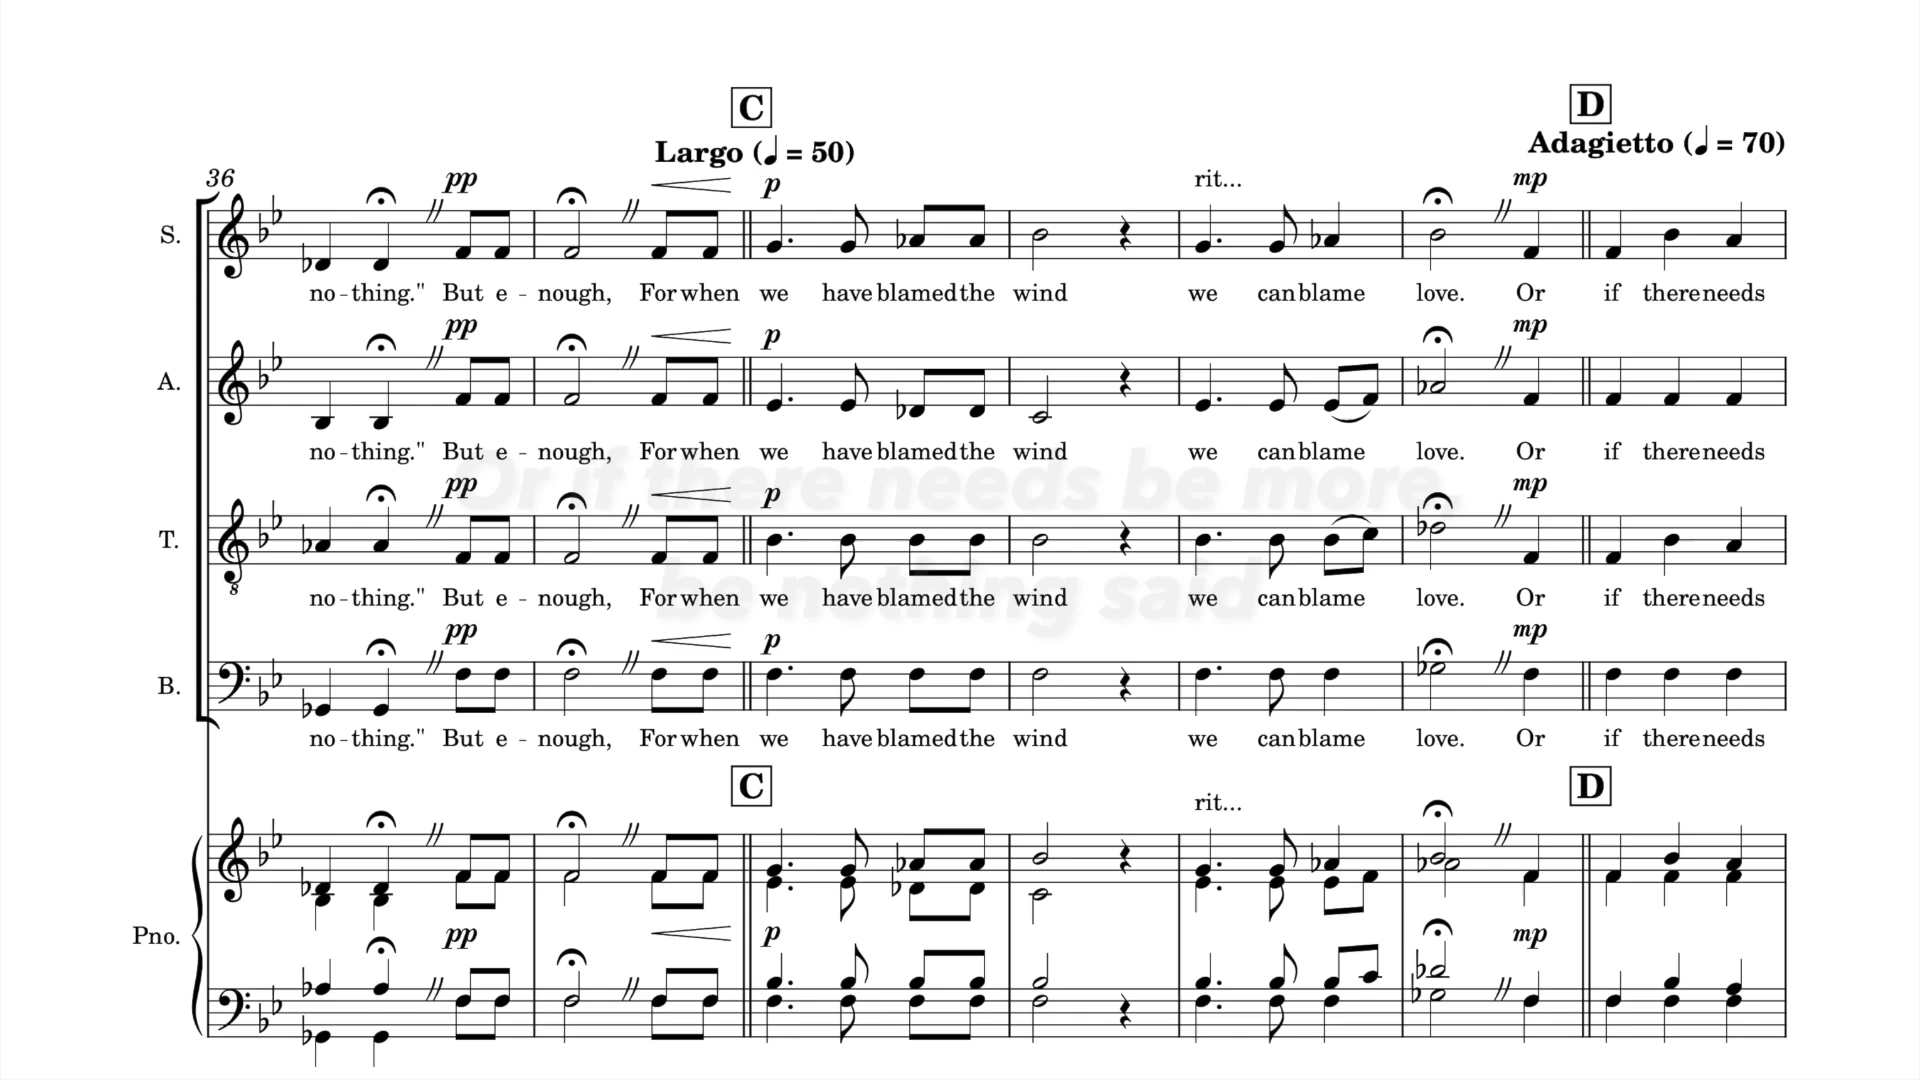 C D
Largo (♩ = 50) Adagietto (♩ = 70)
36 pp p rit... mp
S.
no - thing." But e - nough, For when we have blamed the wind we can blame love. Or if there needs
pp p mp
A.
no - thing." But e - nough, For when we have blamed the wind we can blame love. Or if there needs
Or if there needs be more,
pp p mp
T.
be nothing said
no - thing." But e - nough, For when we have blamed the wind we can blame love. Or if there needs
pp p mp
B.
no - thing." But e - nough, For when we have blamed the wind we can blame love. Or if there needs
C D
rit...
Pno.
pp p mp